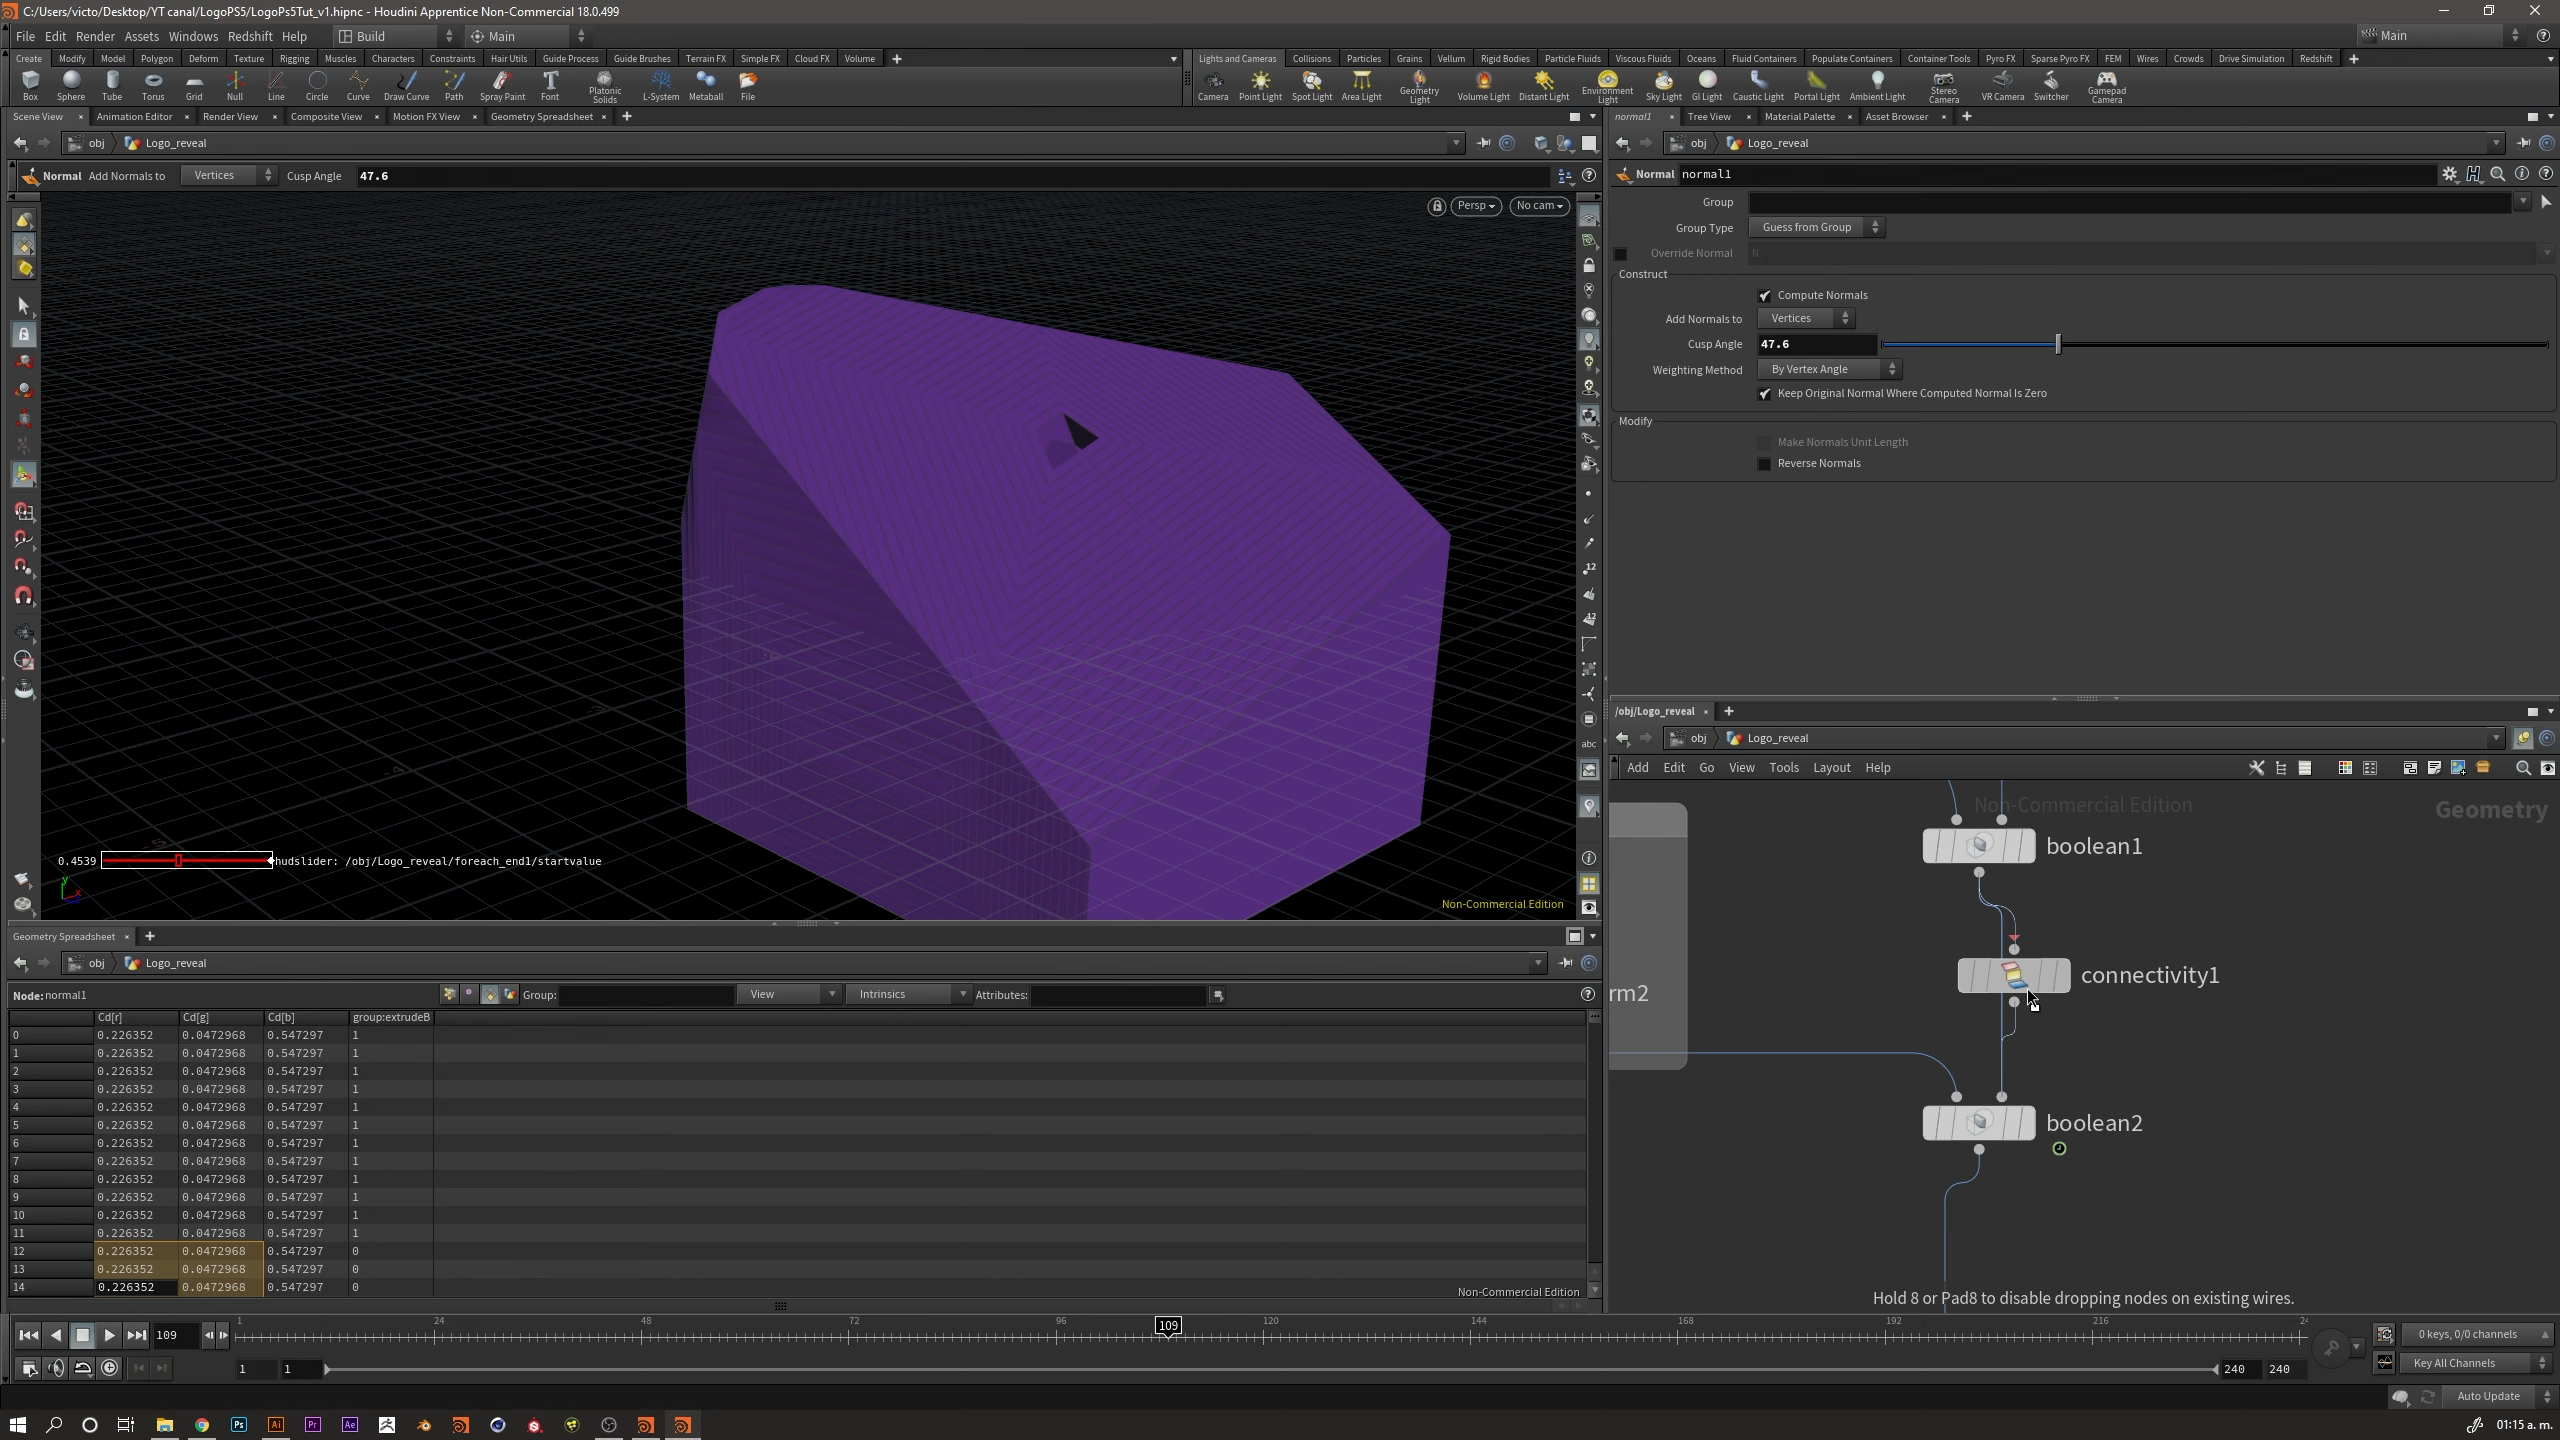 C:/Users/victo/Desktop/YT canal/LogoPS5/LogoPs5Tut_v1.hipnc - Houdini Apprentice Non-Commercial 18.0.499
File Edit Render Assets Windows Redshift Help Build Main Main
Create Modify Model Polygon Deform Texture Rigging Muscles Characters Constraints Hair Utils Guide Process Guide Brushes Terrain FX Simple FX Cloud FX Volume
Box Sphere Tube Torus Grid Null Line Circle Curve Draw Curve Path Spray Paint Font Platonic Solids L-System Metaball File
Lights and Cameras Collisions Particles Grains Vellum Rigid Bodies Particle Fluids Viscous Fluids Oceans Fluid Containers Populate Containers Container Tools Pyro FX Sparse Pyro FX FEM Wires Crowds Drive Simulation Redshift
Camera Point Light Spot Light Area Light Geometry Light Volume Light Distant Light Environment Light Sky Light GI Light Caustic Light Portal Light Ambient Light Stereo Camera VR Camera Switcher Gamepad Camera
Scene View Animation Editor Render View Composite View Motion FX View Geometry Spreadsheet
obj Logo_reveal
Normal Add Normals to Vertices Cusp Angle 47.6
Persp No cam
0.4539 hudslider: /obj/Logo_reveal/foreach_end1/startvalue
Non-Commercial Edition
normal1 Tree View Material Palette Asset Browser
obj Logo_reveal
Normal normal1
Group
Group Type Guess from Group
Override Normal N
Construct
Compute Normals
Add Normals to Vertices
Cusp Angle 47.6
Weighting Method By Vertex Angle
Keep Original Normal Where Computed Normal Is Zero
Modify
Make Normals Unit Length
Reverse Normals
/obj/Logo_reveal
obj Logo_reveal
Add Edit Go View Tools Layout Help
Non-Commercial Edition
Geometry
boolean1
connectivity1
rm2
boolean2
Hold 8 or Pad8 to disable dropping nodes on existing wires.
Geometry Spreadsheet
obj Logo_reveal
Node: normal1 Group: View Intrinsics Attributes:
Cd[r] Cd[g] Cd[b] group:extrudeB
0 0.226352 0.0472968 0.547297 1
1 0.226352 0.0472968 0.547297 1
2 0.226352 0.0472968 0.547297 1
3 0.226352 0.0472968 0.547297 1
4 0.226352 0.0472968 0.547297 1
5 0.226352 0.0472968 0.547297 1
6 0.226352 0.0472968 0.547297 1
7 0.226352 0.0472968 0.547297 1
8 0.226352 0.0472968 0.547297 1
9 0.226352 0.0472968 0.547297 1
10 0.226352 0.0472968 0.547297 1
11 0.226352 0.0472968 0.547297 1
12 0.226352 0.0472968 0.547297 0
13 0.226352 0.0472968 0.547297 0
14 0.226352 0.0472968 0.547297 0
Non-Commercial Edition
109 1 24 48 72 96 109 120 144 168 192 216 24
0 keys, 0/0 channels
1 1 240 240 Key All Channels
Auto Update
Ps Ai Pr Ae
01:15 a. m.